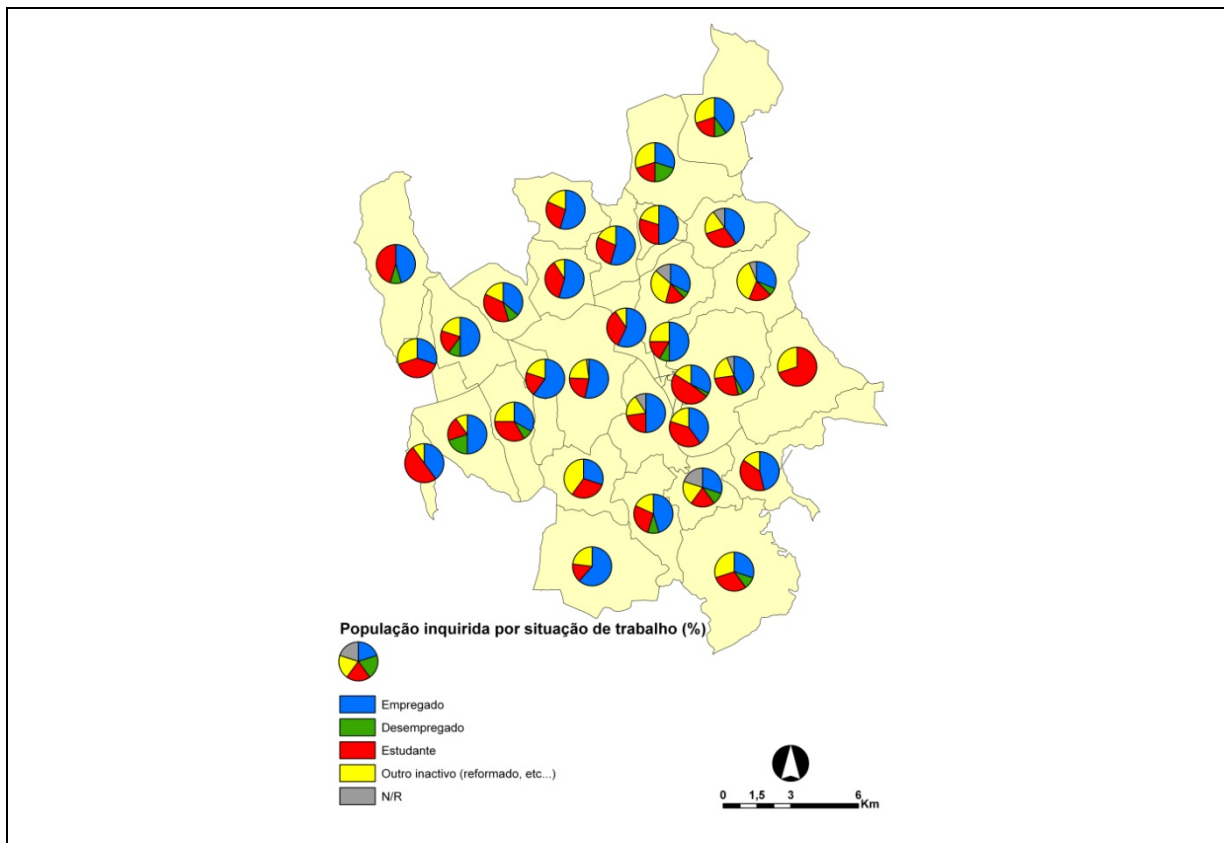 População inquirida por situação de trabalho (%)
Empregado
Desempregado
Estudante
Outro inactivo (reformado, etc...)
N/R
0 1,5 3 6
Km